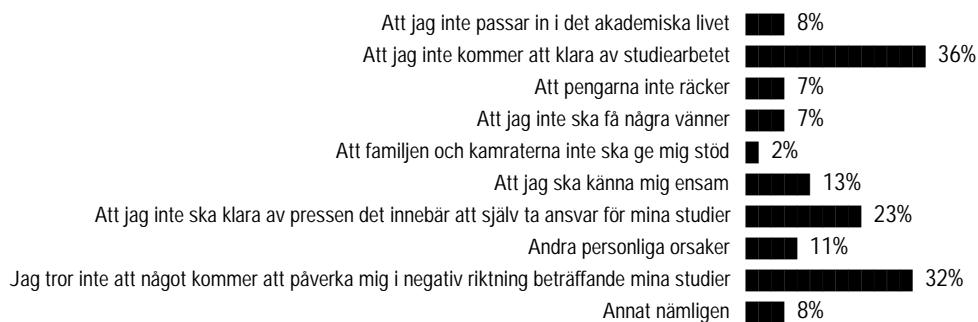 Att jag inte passar in i det akademiska livet 8%
Att jag inte kommer att klara av studiearbetet 36%
Att pengarna inte räcker 7%
Att jag inte ska få några vänner 7%
Att familjen och kamraterna inte ska ge mig stöd 2%
Att jag ska känna mig ensam 13%
Att jag inte ska klara av pressen det innebär att själv ta ansvar för mina studier 23%
Andra personliga orsaker 11%
Jag tror inte att något kommer att påverka mig i negativ riktning beträffande mina studier 32%
Annat nämligen 8%